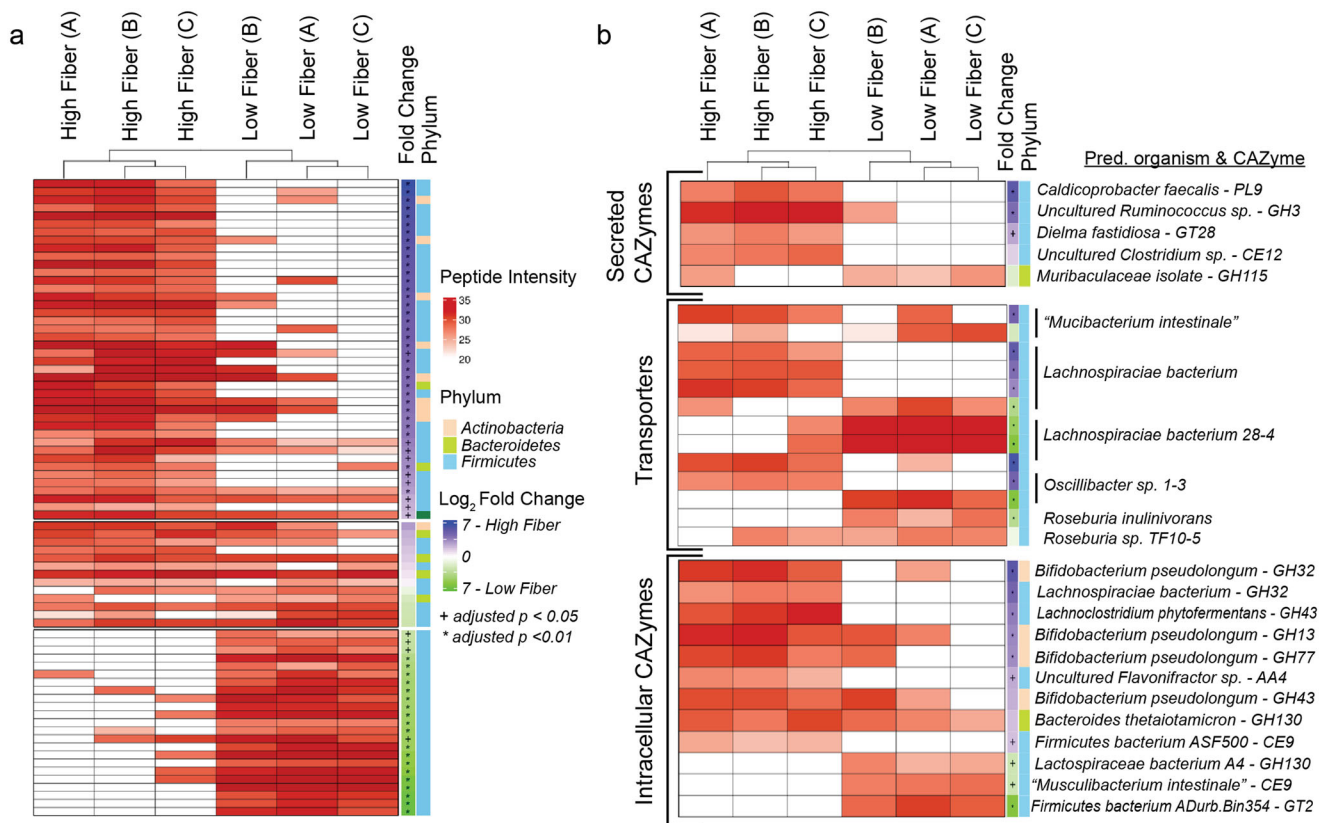 a
High Fiber (A)
High Fiber (B)
High Fiber (C)
Low Fiber (B)
Low Fiber (A)
Low Fiber (C)
Fold Change
Phylum
Peptide Intensity
35
30
25
20
Phylum
Actinobacteria
Bacteroidetes
Firmicutes
Log2 Fold Change
7 - High Fiber
0
7 - Low Fiber
+ adjusted p < 0.05
* adjusted p <0.01
b
High Fiber (A)
High Fiber (B)
High Fiber (C)
Low Fiber (B)
Low Fiber (A)
Low Fiber (C)
Fold Change
Phylum
Pred. organism & CAZyme
Secreted
CAZymes
Caldicoprobacter faecalis - PL9
Uncultured Ruminococcus sp. - GH3
Dielma fastidiosa - GT28
Uncultured Clostridium sp. - CE12
Muribaculaceae isolate - GH115
Transporters
“Mucibacterium intestinale”
Lachnospiraciae bacterium
Lachnospiraciae bacterium 28-4
Oscillibacter sp. 1-3
Roseburia inulinivorans
Roseburia sp. TF10-5
Intracellular CAZymes
Bifidobacterium pseudolongum - GH32
Lachnospiraciae bacterium - GH32
Lachnoclostridium phytofermentans - GH43
Bifidobacterium pseudolongum - GH13
Bifidobacterium pseudolongum - GH77
Uncultured Flavonifractor sp. - AA4
Bifidobacterium pseudolongum - GH43
Bacteroides thetaiotamicron - GH130
Firmicutes bacterium ASF500 - CE9
Lactospiraceae bacterium A4 - GH130
“Musculibacterium intestinale” - CE9
Firmicutes bacterium ADurb.Bin354 - GT2